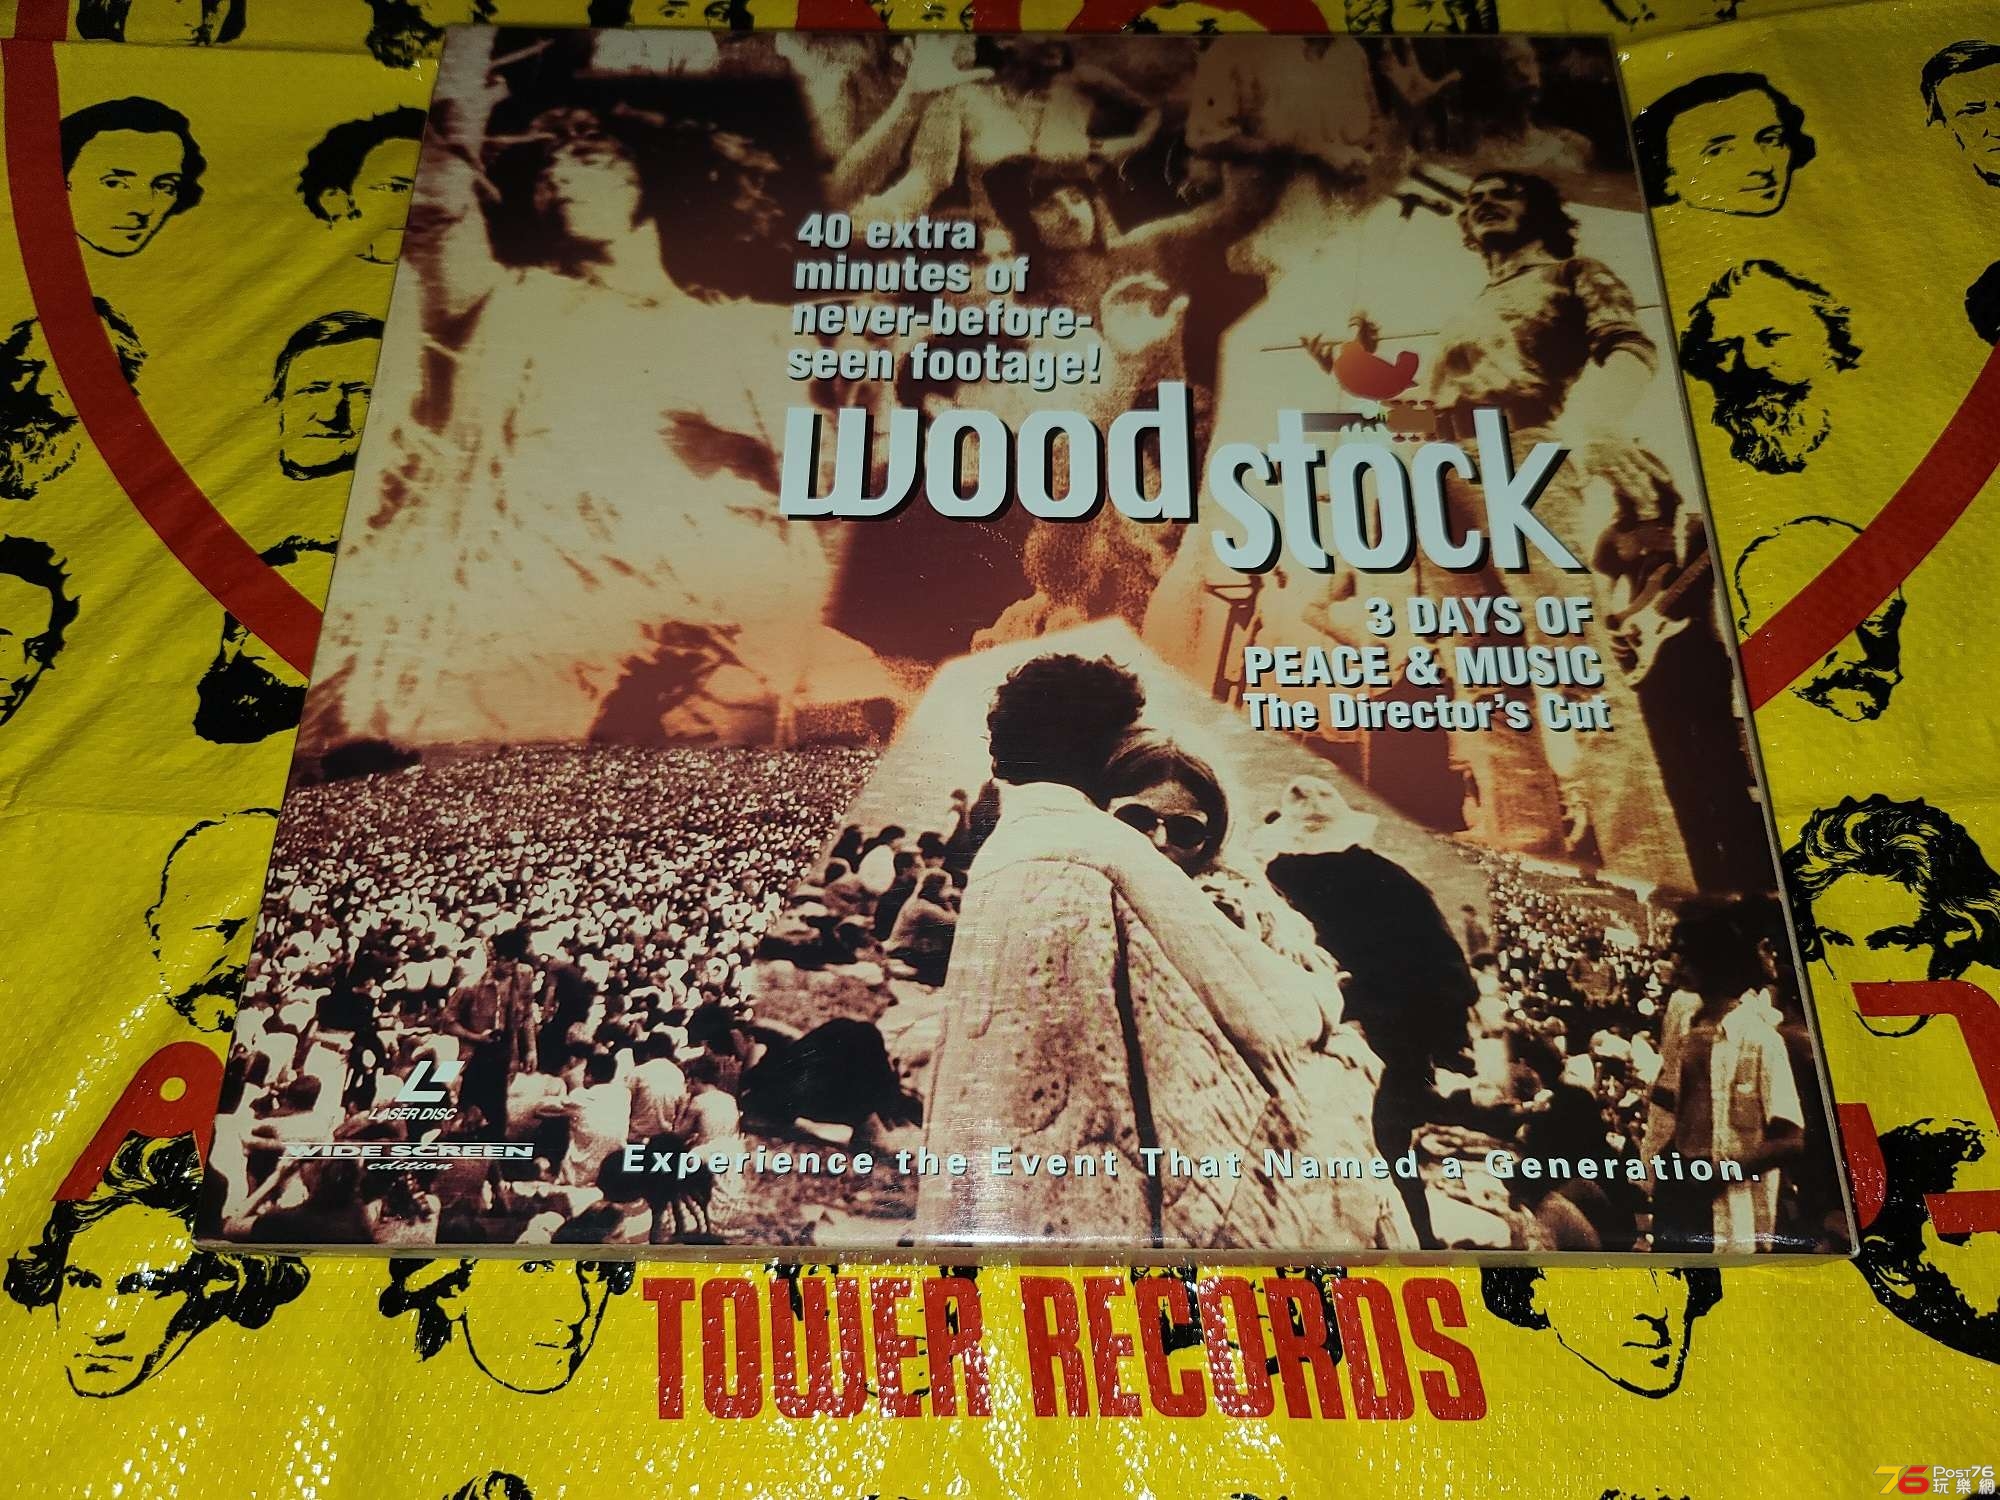 40 extra
minutes of
never-before-
seen footage!
wood
stock
3 DAYS OF
PEACE & MUSIC
The Director's Cut
LASER DISC
WIDE SCREEN
edition
Experience the Event That Named a Generation.
TOWER RECORDS
76 POST76
玩樂網